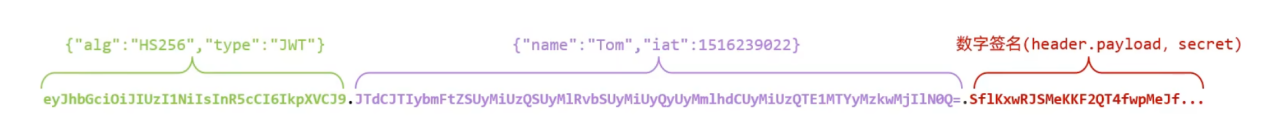 {"alg":"HS256","type":"JWT"} {"name":"Tom","iat":1516239022} 数字签名(header.payload, secret)
eyJhbGciOiJIUzI1NiIsInR5cCI6IkpXVCJ9.JTdCJTIybmFtZSUyMiUzQSUyMlRvbSUyMiUyQyUyMmlhdCUyMiUzQTE1MTYyMzkwMjIlN0Q=.SflKxwRJSMeKKF2QT4fwpMeJf...